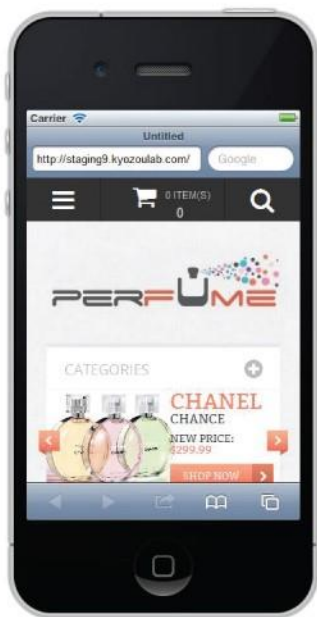 Carrier
Untitled
http://staging9.kyozoulab.com/
Google
0 ITEM(S)
0
PERFUME
CATEGORIES
CHANEL
CHANCE
NEW PRICE:
$299.99
SHOP NOW